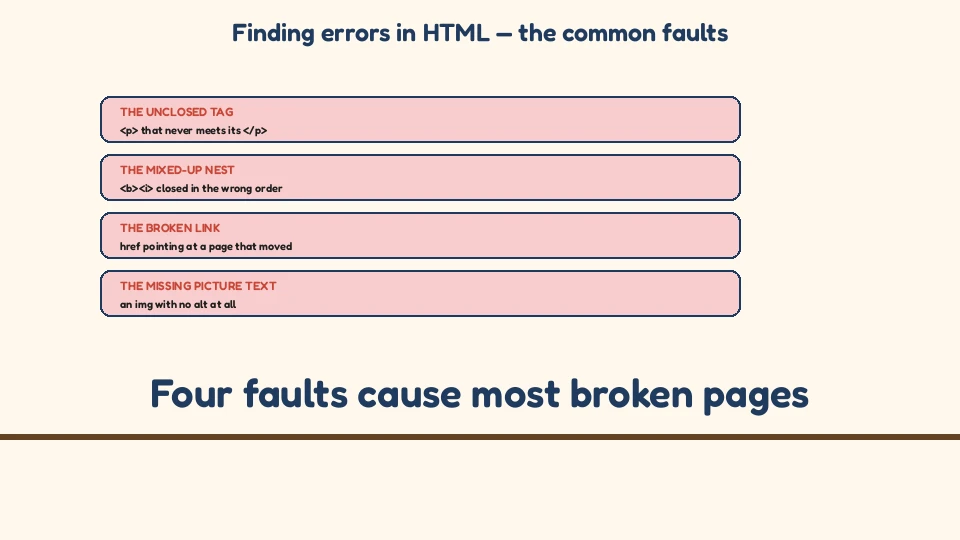 Finding errors in HTML — the common faults
THE UNCLOSED TAG
<p> that never meets its </p>
THE MIXED-UP NEST
<b><i> closed in the wrong order
THE BROKEN LINK
href pointing at a page that moved
THE MISSING PICTURE TEXT
an img with no alt at all
Four faults cause most broken pages